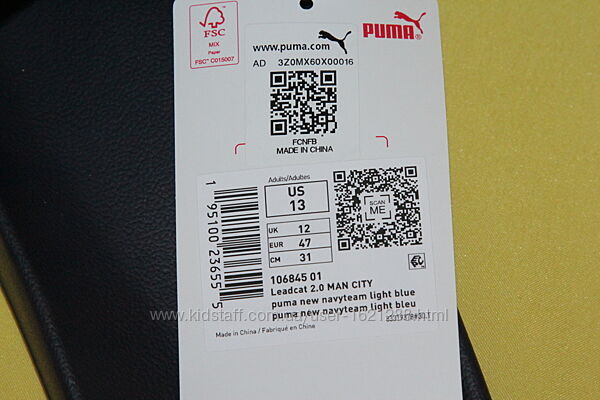 FSC
MIX
Paper
FSC® C015007
www.puma.com
PUMA
AD 3Z0MX60X00016
FCNFB
MADE IN CHINA
Adults/Adultes
US
13
UK 12
EUR 47
CM 31
SCAN
ME
1 95100 23655 5
106845 01
Leadcat 2.0 MAN CITY
puma new navyteam light blue
puma new navyteam light bleu
Made in China / Fabriqué en Chine